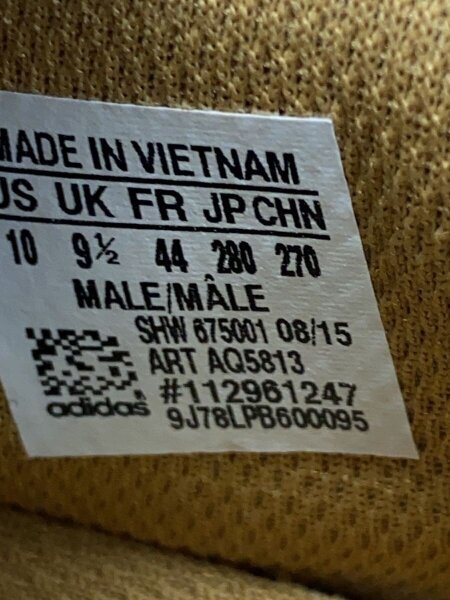 MADE IN VIETNAM
US UK FR JP CHN
10 9½ 44 280 270
MALE/MÂLE
SHW 675001 08/15
ART AQ5813
#112961247
adidas
9J78LPB600095